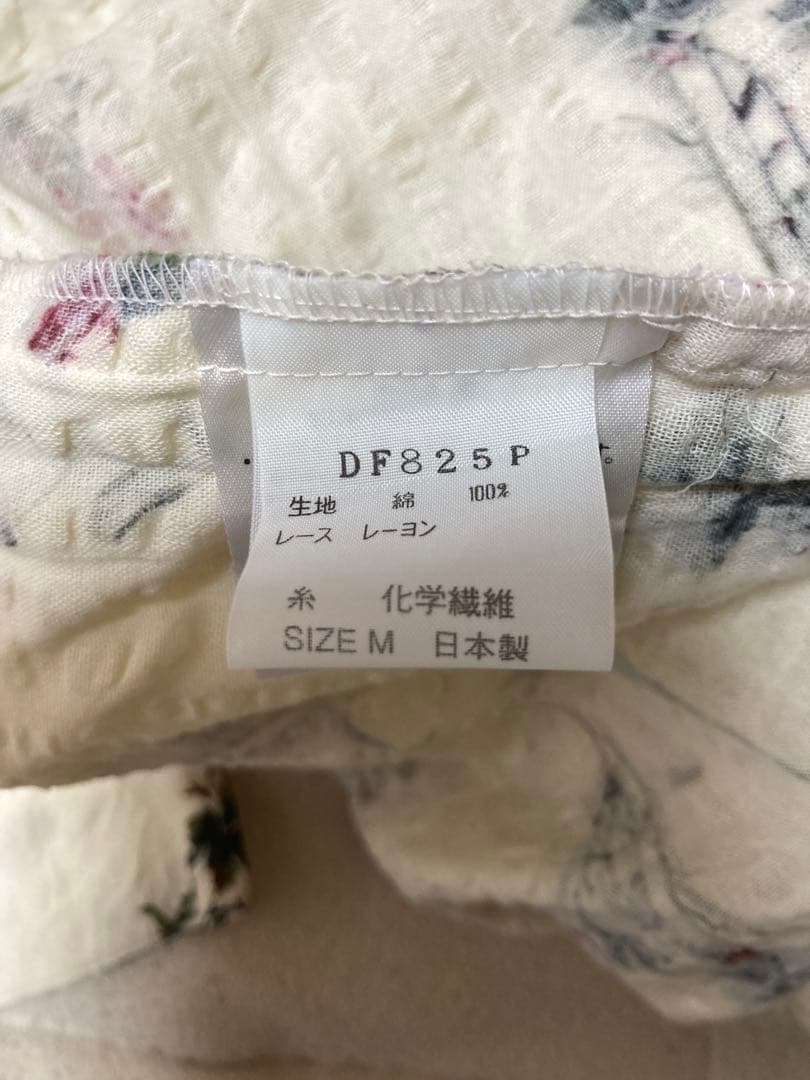 DF825P
生地 綿 100%
レース レーヨン
糸 化学繊維
SIZE M 日本製